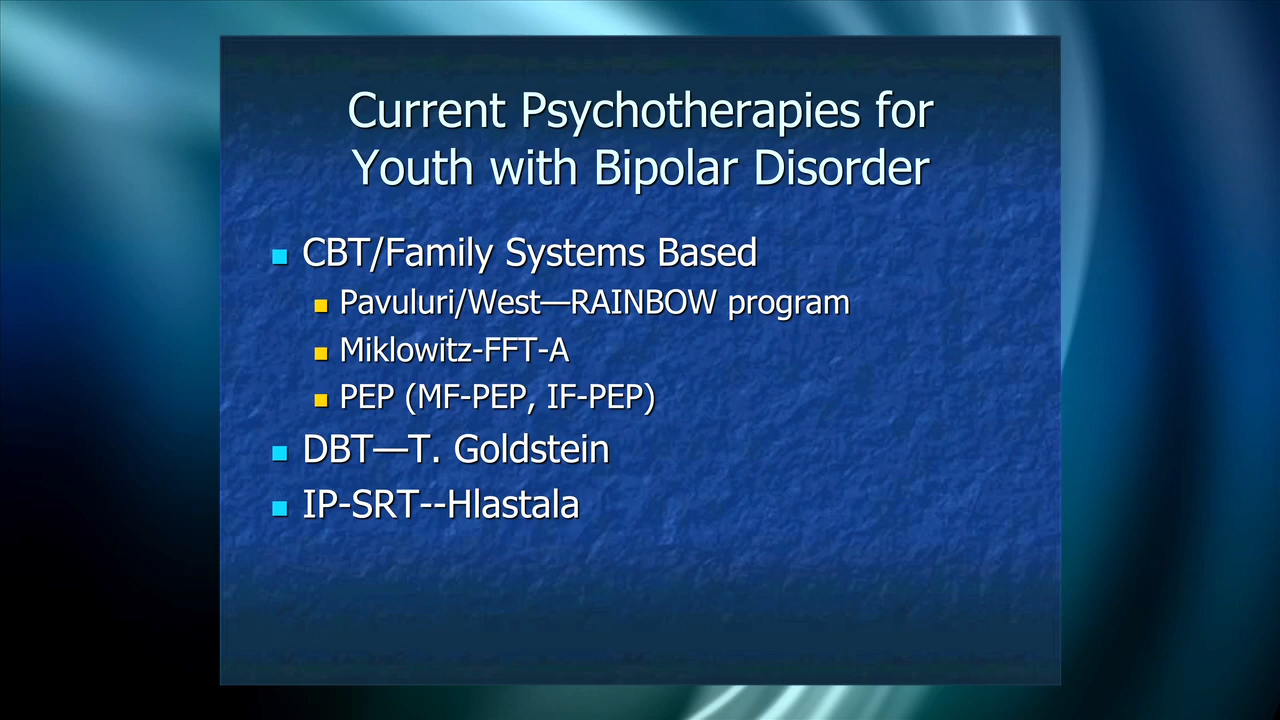 Current Psychotherapies for
Youth with Bipolar Disorder
CBT/Family Systems Based
Pavuluri/West—RAINBOW program
Miklowitz-FFT-A
PEP (MF-PEP, IF-PEP)
DBT—T. Goldstein
IP-SRT--Hlastala